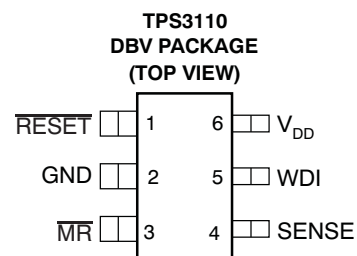 TPS3110
DBV PACKAGE
(TOP VIEW)
RESET 1 6 VDD
GND 2 5 WDI
MR 3 4 SENSE